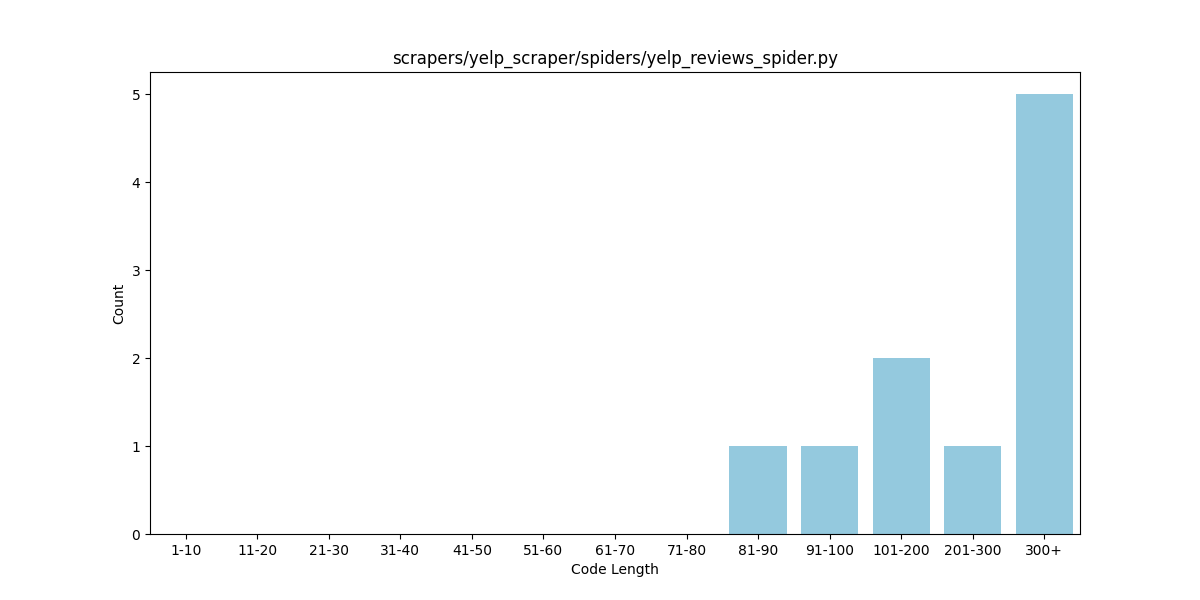 scrapers/yelp_scraper/spiders/yelp_reviews_spider.py
5
4
3
2
1
0
Count
1-10 11-20 21-30 31-40 41-50 51-60 61-70 71-80 81-90 91-100 101-200 201-300 300+
Code Length